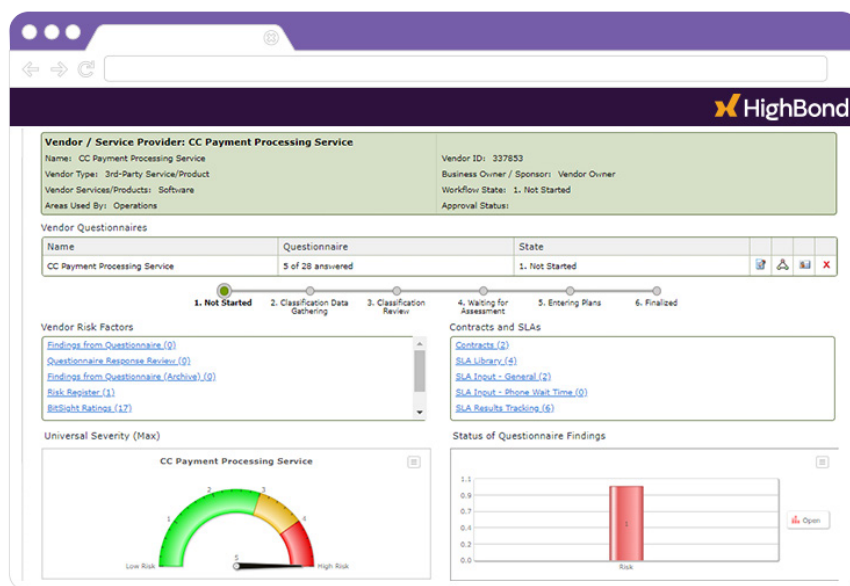 HighBond
Vendor / Service Provider: CC Payment Processing Service
Name: CC Payment Processing Service
Vendor ID: 337853
Vendor Type: 3rd-Party Service/Product
Business Owner / Sponsor: Vendor Owner
Vendor Services/Products: Software
Workflow State: 1. Not Started
Areas Used By: Operations
Approval Status:
Vendor Questionnaires
Name Questionnaire State
CC Payment Processing Service 5 of 28 answered 1. Not Started
1. Not Started
2. Classification Data
Gathering
3. Classification
Review
4. Waiting for
Assessment
5. Entering Plans
6. Finalized
Vendor Risk Factors
Findings from Questionnaire (0)
Questionnaire Response Review (0)
Findings from Questionnaire (Archive) (0)
Risk Register (1)
BitSight Ratings (17)
Contracts and SLAs
Contracts (2)
SLA Library (4)
SLA Input - General (2)
SLA Input - Phone Wait Time (0)
SLA Results Tracking (6)
Universal Severity (Max)
CC Payment Processing Service
1
2
3
4
5
Low Risk
High Risk
Status of Questionnaire Findings
1.1
0.9
0.7
0.4
0.2
0.0
1
Risk
Open